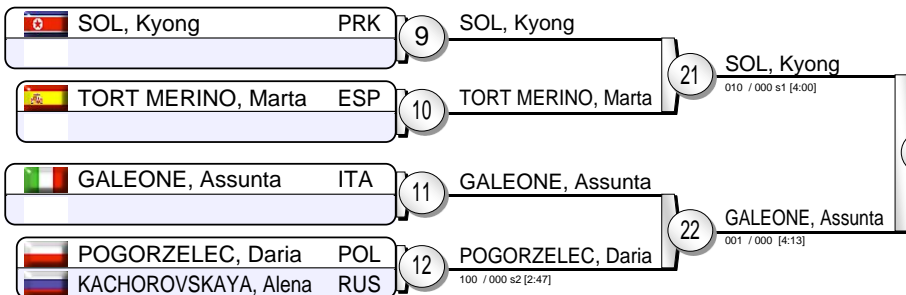 SOL, Kyong PRK
9
SOL, Kyong
21
SOL, Kyong
010 / 000 s1 [4:00]
TORT MERINO, Marta ESP
10
TORT MERINO, Marta
GALEONE, Assunta ITA
11
GALEONE, Assunta
22
GALEONE, Assunta
001 / 000 [4:13]
POGORZELEC, Daria POL
KACHOROVSKAYA, Alena RUS
12
POGORZELEC, Daria
100 / 000 s2 [2:47]